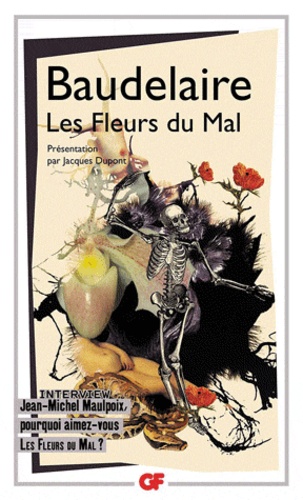 Baudelaire
Les Fleurs du Mal
Présentation
par Jacques Dupont
INTERVIEW
Jean-Michel Maulpoix,
pourquoi aimez-vous
LES FLEURS DU MAL ?
GF